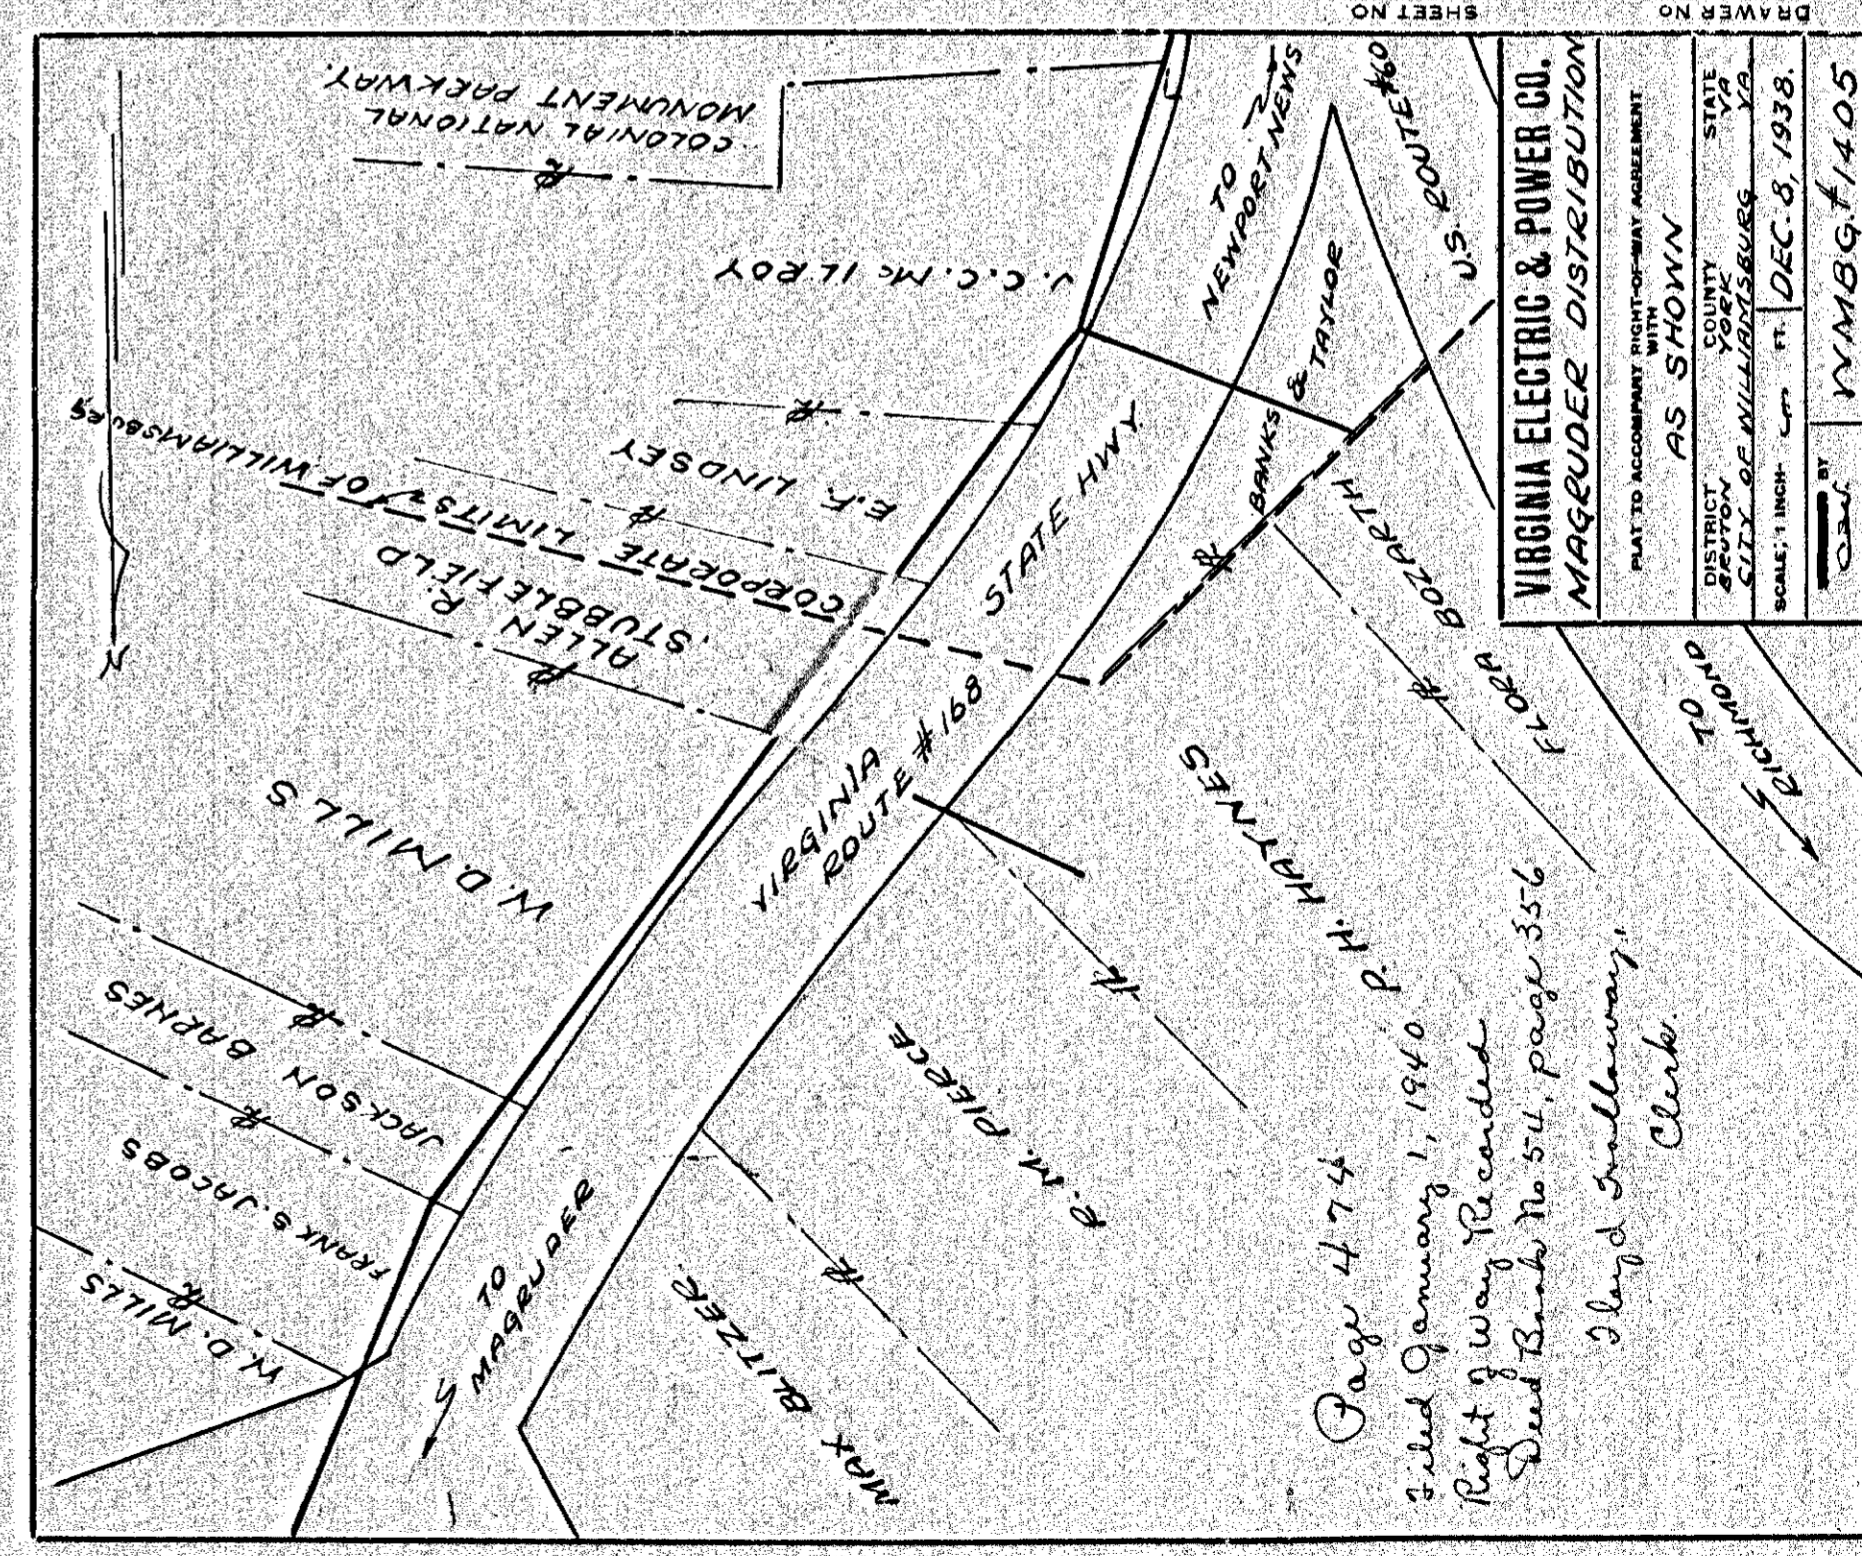 SHEET NO
DRAWER NO
COLONIAL NATIONAL
MONUMENT PARKWAY.
J. C. C. Mc ILROY
E. F. LINDSEY
CORPORATE LIMITS OF WILLIAMSBURG
ALLEN R.
STUBBLEFIELD
W. D. MILLS
JACKSON BARNES
FRANK S. JACOBS
W. D. MILLS
N
TO
NEWPORT NEWS
U.S. ROUTE #60
BANKS & TAYLOR
STATE HWY.
VIRGINIA
ROUTE #168
TO
MAGRUDER
FLORA BOZARTH
P. H. HAYNES
R. M. PIERCE
MAX BLITZER
TO
RICHMOND
VIRGINIA ELECTRIC & POWER CO.
MAGRUDER DISTRIBUTION
PLAT TO ACCOMPANY RIGHT-OF-WAY AGREEMENT
WITH
AS SHOWN
DISTRICT COUNTY STATE
BRUTON YORK VA
CITY OF WILLIAMSBURG VA.
SCALE; 1 INCH= FT. DEC. 8, 1938.
BY
WMBG.#1405
Page 474
Filed January 1, 1940
Right of Way Recorded
Deed Book No 54, page 356
Floyd
Clerk.